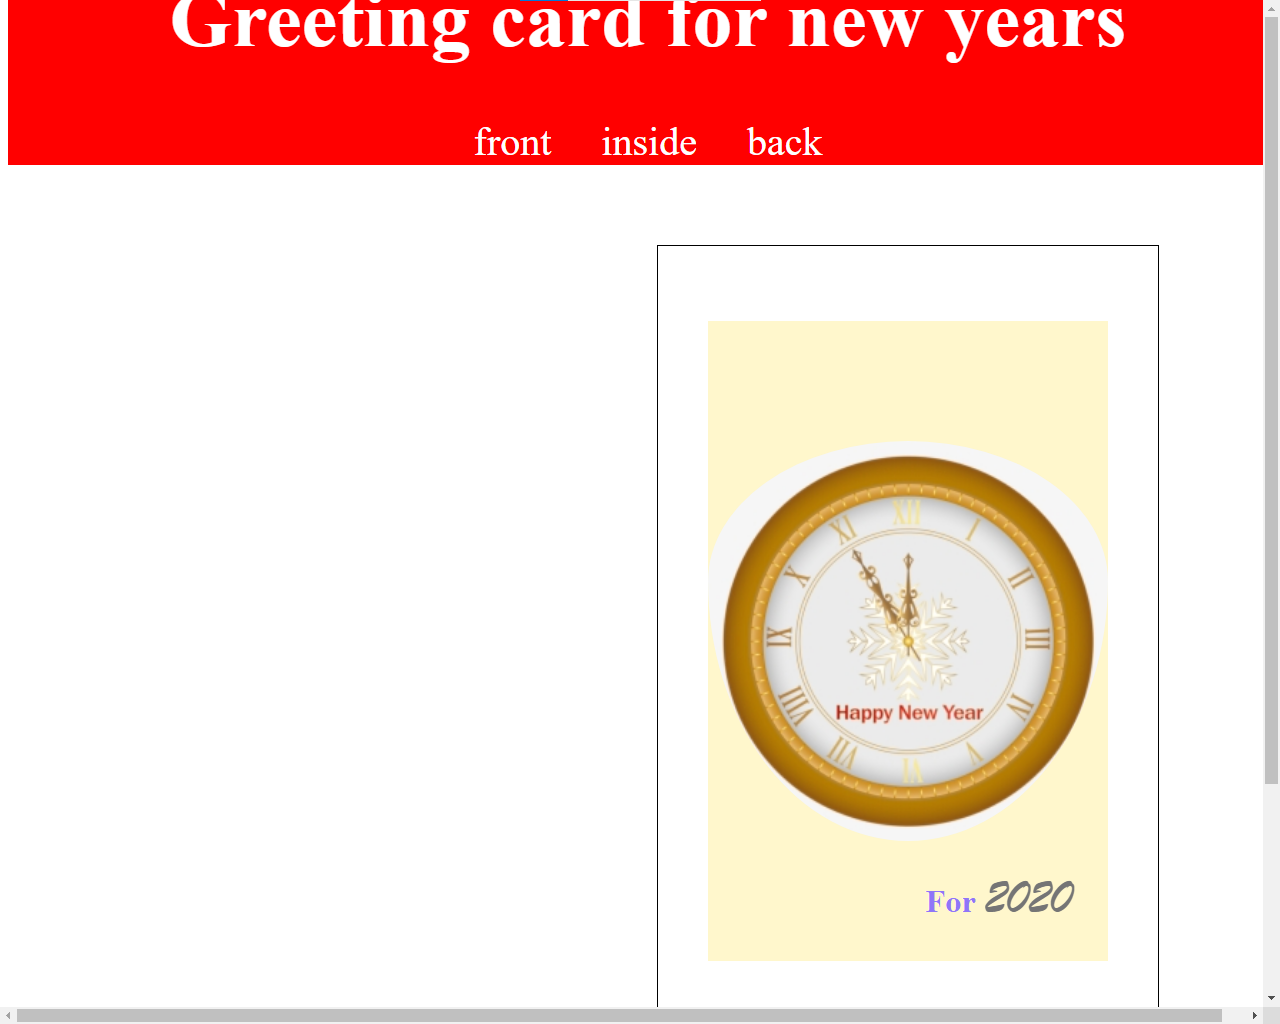 Greeting card for new years
front inside back
XII
XI I
X II
IX III
VIII IV
VII V
VI
Happy New Year
For 2020